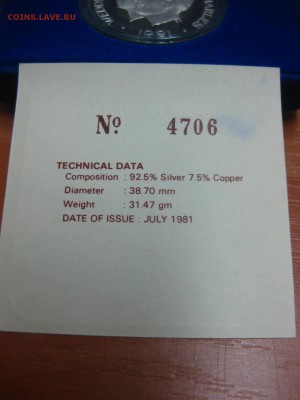 COINS.LAVE.RU
1981
Nº 4706
TECHNICAL DATA
Composition : 92.5% Silver 7.5% Copper
Diameter : 38.70 mm
Weight : 31.47 gm
DATE OF ISSUE : JULY 1981